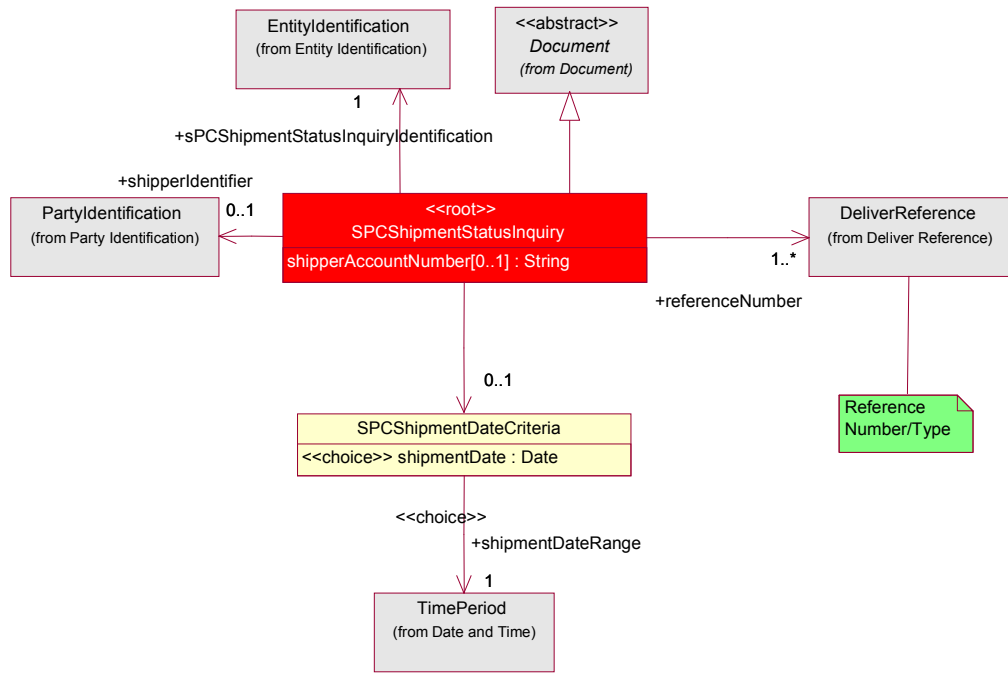 EntityIdentification
(from Entity Identification)
<<abstract>>
Document
(from Document)
1
+sPCShipmentStatusInquiryIdentification
+shipperIdentifier
0..1
PartyIdentification
(from Party Identification)
<<root>>
SPCShipmentStatusInquiry
shipperAccountNumber[0..1] : String
DeliverReference
(from Deliver Reference)
1..*
+referenceNumber
0..1
Reference
Number/Type
SPCShipmentDateCriteria
<<choice>> shipmentDate : Date
<<choice>>
+shipmentDateRange
1
TimePeriod
(from Date and Time)